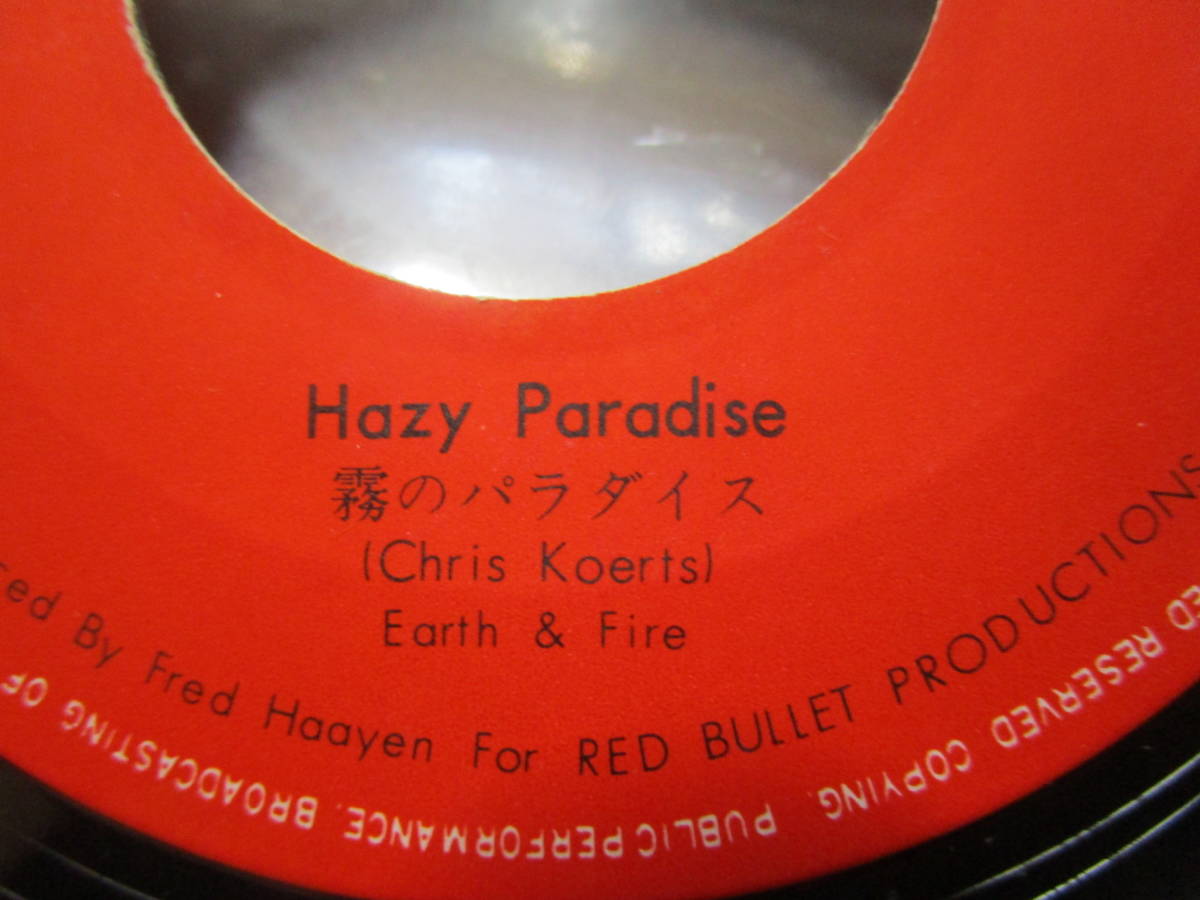 Hazy Paradise
霧のパラダイス
(Chris Koerts)
Earth & Fire
ced By Fred Haayen For RED BULLET PRODUCTIONS
ED RESERVED COPYING. PUBLIC PERFORMANCE. BROADCASTING OF